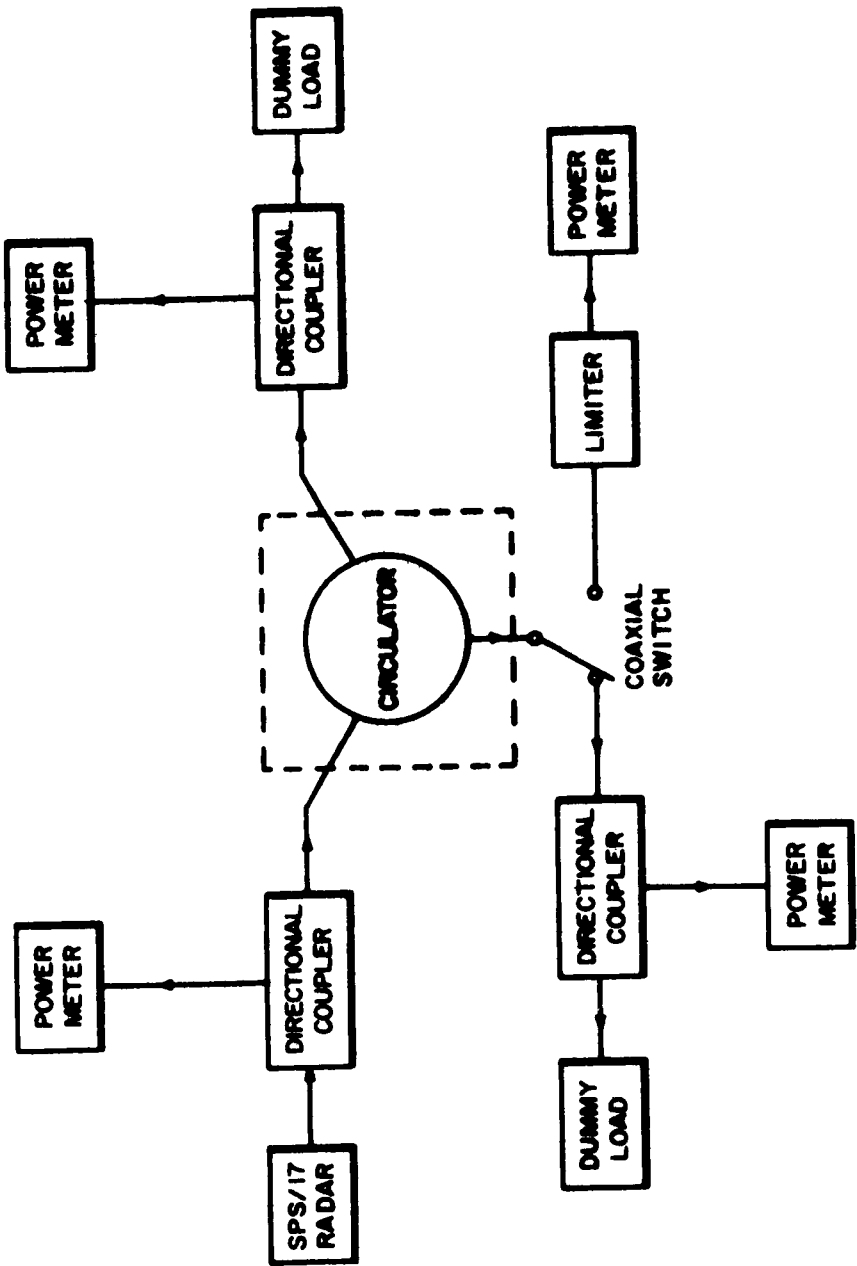 POWER
METER
POWER
METER
SPS/17
RADAR
DIRECTIONAL
COUPLER
DIRECTIONAL
COUPLER
DUMMY
LOAD
CIRCULATOR
COAXIAL
SWITCH
DUMMY
LOAD
DIRECTIONAL
COUPLER
LIMITER
POWER
METER
POWER
METER